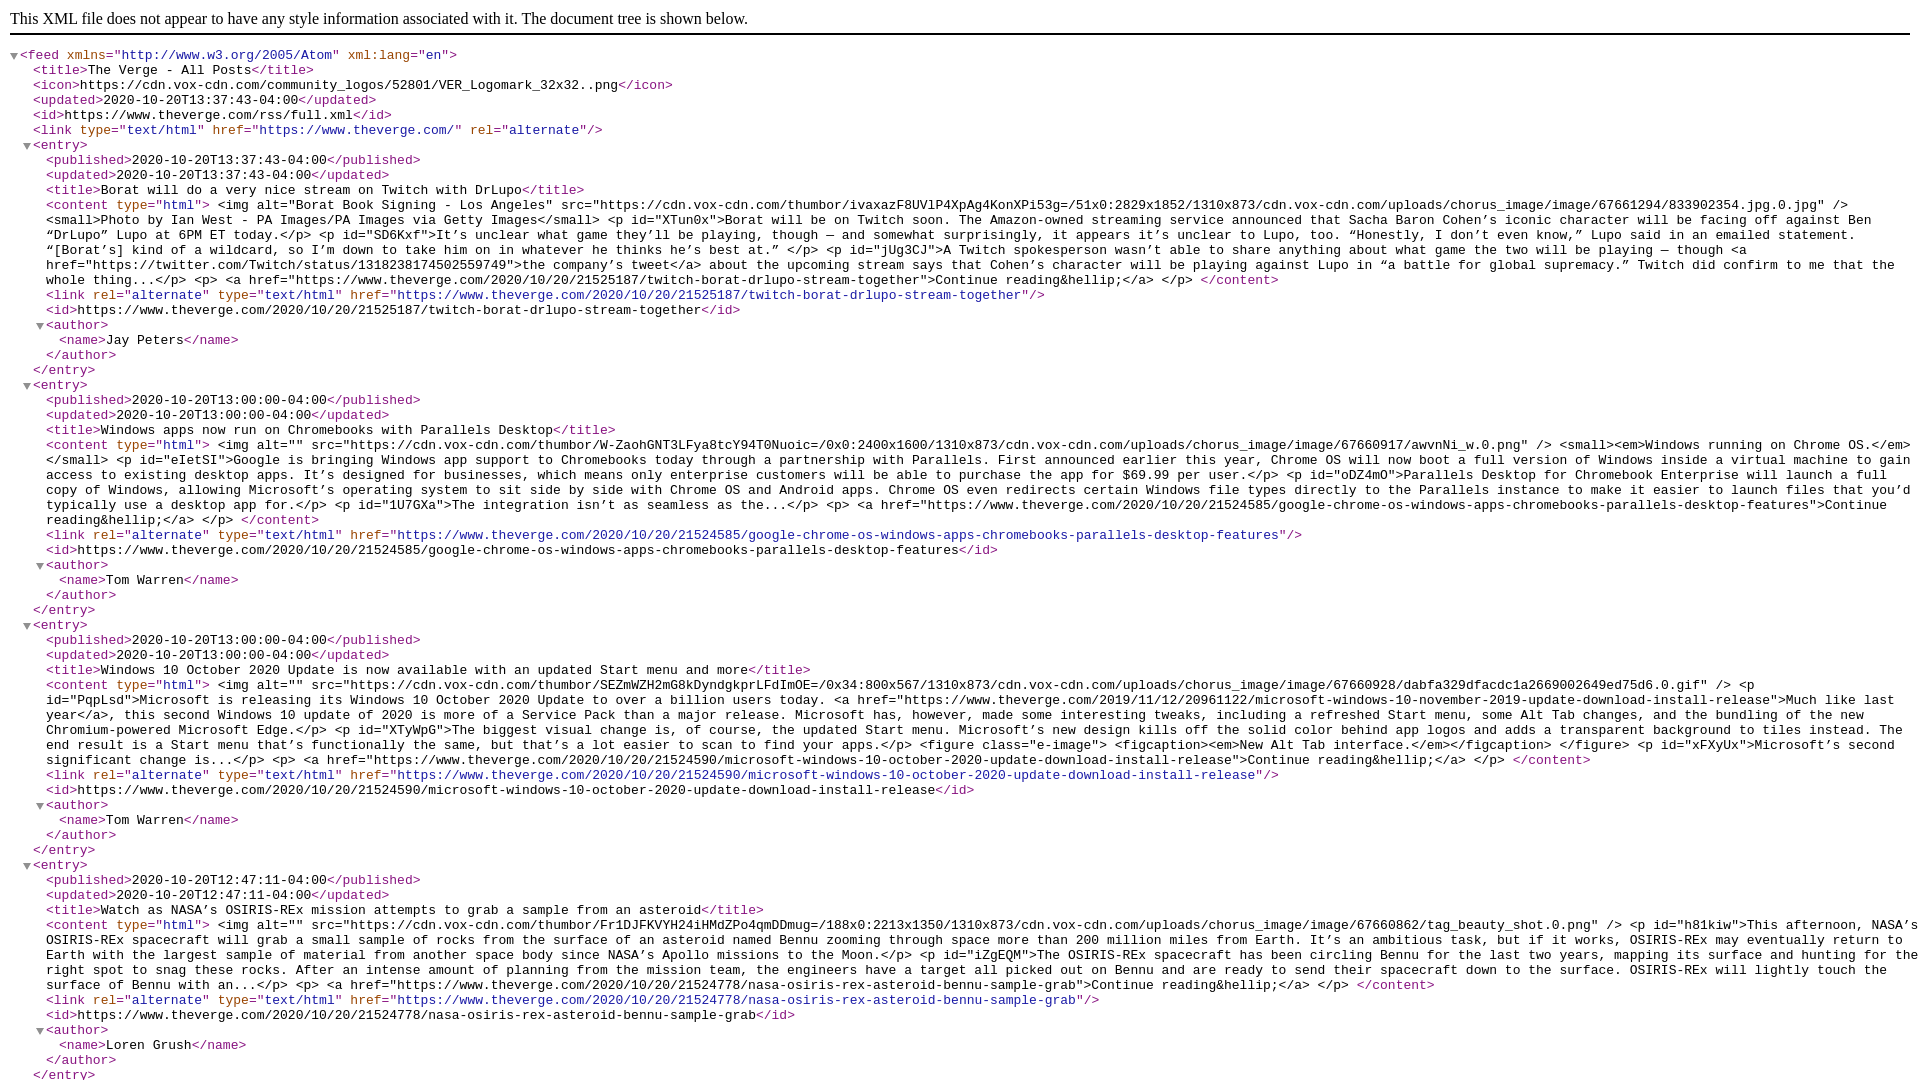 This XML file does not appear to have any style information associated with it. The document tree is shown below.
<feed xmlns="http://www.w3.org/2005/Atom" xml:lang="en">
<title>The Verge - All Posts</title>
<icon>https://cdn.vox-cdn.com/community_logos/52801/VER_Logomark_32x32..png</icon>
<updated>2020-10-20T13:37:43-04:00</updated>
<id>https://www.theverge.com/rss/full.xml</id>
<link type="text/html" href="https://www.theverge.com/" rel="alternate"/>
<entry>
<published>2020-10-20T13:37:43-04:00</published>
<updated>2020-10-20T13:37:43-04:00</updated>
<title>Borat will do a very nice stream on Twitch with DrLupo</title>
<content type="html"> <img alt="Borat Book Signing - Los Angeles" src="https://cdn.vox-cdn.com/thumbor/ivaxazF8UVlP4XpAg4KonXPi53g=/51x0:2829x1852/1310x873/cdn.vox-cdn.com/uploads/chorus_image/image/67661294/833902354.jpg.0.jpg" />
<small>Photo by Ian West - PA Images/PA Images via Getty Images</small> <p id="XTun0x">Borat will be on Twitch soon. The Amazon-owned streaming service announced that Sacha Baron Cohen’s iconic character will be facing off against Ben
“DrLupo” Lupo at 6PM ET today.</p> <p id="SD6Kxf">It’s unclear what game they’ll be playing, though — and somewhat surprisingly, it appears it’s unclear to Lupo, too. “Honestly, I don’t even know,” Lupo said in an emailed statement.
“[Borat’s] kind of a wildcard, so I’m down to take him on in whatever he thinks he’s best at.” </p> <p id="jUg3CJ">A Twitch spokesperson wasn’t able to share anything about what game the two will be playing — though <a
href="https://twitter.com/Twitch/status/1318238174502559749">the company’s tweet</a> about the upcoming stream says that Cohen’s character will be playing against Lupo in “a battle for global supremacy.” Twitch did confirm to me that the
whole thing...</p> <p> <a href="https://www.theverge.com/2020/10/20/21525187/twitch-borat-drlupo-stream-together">Continue reading&hellip;</a> </p> </content>
<link rel="alternate" type="text/html" href="https://www.theverge.com/2020/10/20/21525187/twitch-borat-drlupo-stream-together"/>
<id>https://www.theverge.com/2020/10/20/21525187/twitch-borat-drlupo-stream-together</id>
<author>
<name>Jay Peters</name>
</author>
</entry>
<entry>
<published>2020-10-20T13:00:00-04:00</published>
<updated>2020-10-20T13:00:00-04:00</updated>
<title>Windows apps now run on Chromebooks with Parallels Desktop</title>
<content type="html"> <img alt="" src="https://cdn.vox-cdn.com/thumbor/W-ZaohGNT3LFya8tcY94T0Nuoic=/0x0:2400x1600/1310x873/cdn.vox-cdn.com/uploads/chorus_image/image/67660917/awvnNi_w.0.png" /> <small><em>Windows running on Chrome OS.</em>
</small> <p id="eIetSI">Google is bringing Windows app support to Chromebooks today through a partnership with Parallels. First announced earlier this year, Chrome OS will now boot a full version of Windows inside a virtual machine to gain
access to existing desktop apps. It’s designed for businesses, which means only enterprise customers will be able to purchase the app for $69.99 per user.</p> <p id="oDZ4mO">Parallels Desktop for Chromebook Enterprise will launch a full
copy of Windows, allowing Microsoft’s operating system to sit side by side with Chrome OS and Android apps. Chrome OS even redirects certain Windows file types directly to the Parallels instance to make it easier to launch files that you’d
typically use a desktop app for.</p> <p id="1U7GXa">The integration isn’t as seamless as the...</p> <p> <a href="https://www.theverge.com/2020/10/20/21524585/google-chrome-os-windows-apps-chromebooks-parallels-desktop-features">Continue
reading&hellip;</a> </p> </content>
<link rel="alternate" type="text/html" href="https://www.theverge.com/2020/10/20/21524585/google-chrome-os-windows-apps-chromebooks-parallels-desktop-features"/>
<id>https://www.theverge.com/2020/10/20/21524585/google-chrome-os-windows-apps-chromebooks-parallels-desktop-features</id>
<author>
<name>Tom Warren</name>
</author>
</entry>
<entry>
<published>2020-10-20T13:00:00-04:00</published>
<updated>2020-10-20T13:00:00-04:00</updated>
<title>Windows 10 October 2020 Update is now available with an updated Start menu and more</title>
<content type="html"> <img alt="" src="https://cdn.vox-cdn.com/thumbor/SEZmWZH2mG8kDyndgkprLFdImOE=/0x34:800x567/1310x873/cdn.vox-cdn.com/uploads/chorus_image/image/67660928/dabfa329dfacdc1a2669002649ed75d6.0.gif" /> <p
id="PqpLsd">Microsoft is releasing its Windows 10 October 2020 Update to over a billion users today. <a href="https://www.theverge.com/2019/11/12/20961122/microsoft-windows-10-november-2019-update-download-install-release">Much like last
year</a>, this second Windows 10 update of 2020 is more of a Service Pack than a major release. Microsoft has, however, made some interesting tweaks, including a refreshed Start menu, some Alt Tab changes, and the bundling of the new
Chromium-powered Microsoft Edge.</p> <p id="XTyWpG">The biggest visual change is, of course, the updated Start menu. Microsoft’s new design kills off the solid color behind app logos and adds a transparent background to tiles instead. The
end result is a Start menu that’s functionally the same, but that’s a lot easier to scan to find your apps.</p> <figure class="e-image"> <figcaption><em>New Alt Tab interface.</em></figcaption> </figure> <p id="xFXyUx">Microsoft’s second
significant change is...</p> <p> <a href="https://www.theverge.com/2020/10/20/21524590/microsoft-windows-10-october-2020-update-download-install-release">Continue reading&hellip;</a> </p> </content>
<link rel="alternate" type="text/html" href="https://www.theverge.com/2020/10/20/21524590/microsoft-windows-10-october-2020-update-download-install-release"/>
<id>https://www.theverge.com/2020/10/20/21524590/microsoft-windows-10-october-2020-update-download-install-release</id>
<author>
<name>Tom Warren</name>
</author>
</entry>
<entry>
<published>2020-10-20T12:47:11-04:00</published>
<updated>2020-10-20T12:47:11-04:00</updated>
<title>Watch as NASA’s OSIRIS-REx mission attempts to grab a sample from an asteroid</title>
<content type="html"> <img alt="" src="https://cdn.vox-cdn.com/thumbor/Fr1DJFKVYH24iHMdZPo4qmDDmug=/188x0:2213x1350/1310x873/cdn.vox-cdn.com/uploads/chorus_image/image/67660862/tag_beauty_shot.0.png" /> <p id="h81kiw">This afternoon, NASA’s
OSIRIS-REx spacecraft will grab a small sample of rocks from the surface of an asteroid named Bennu zooming through space more than 200 million miles from Earth. It’s an ambitious task, but if it works, OSIRIS-REx may eventually return to
Earth with the largest sample of material from another space body since NASA’s Apollo missions to the Moon.</p> <p id="iZgEQM">The OSIRIS-REx spacecraft has been circling Bennu for the last two years, mapping its surface and hunting for the
right spot to snag these rocks. After an intense amount of planning from the mission team, the engineers have a target all picked out on Bennu and are ready to send their spacecraft down to the surface. OSIRIS-REx will lightly touch the
surface of Bennu with an...</p> <p> <a href="https://www.theverge.com/2020/10/20/21524778/nasa-osiris-rex-asteroid-bennu-sample-grab">Continue reading&hellip;</a> </p> </content>
<link rel="alternate" type="text/html" href="https://www.theverge.com/2020/10/20/21524778/nasa-osiris-rex-asteroid-bennu-sample-grab"/>
<id>https://www.theverge.com/2020/10/20/21524778/nasa-osiris-rex-asteroid-bennu-sample-grab</id>
<author>
<name>Loren Grush</name>
</author>
</entry>